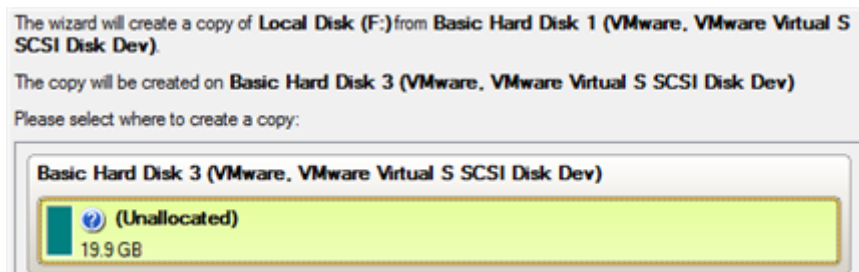 The wizard will create a copy of Local Disk (F:)from Basic Hard Disk 1 (VMware, VMware Virtual S
SCSI Disk Dev).
The copy will be created on Basic Hard Disk 3 (VMware, VMware Virtual S SCSI Disk Dev)
Please select where to create a copy:
Basic Hard Disk 3 (VMware, VMware Virtual S SCSI Disk Dev)
(Unallocated)
19.9 GB